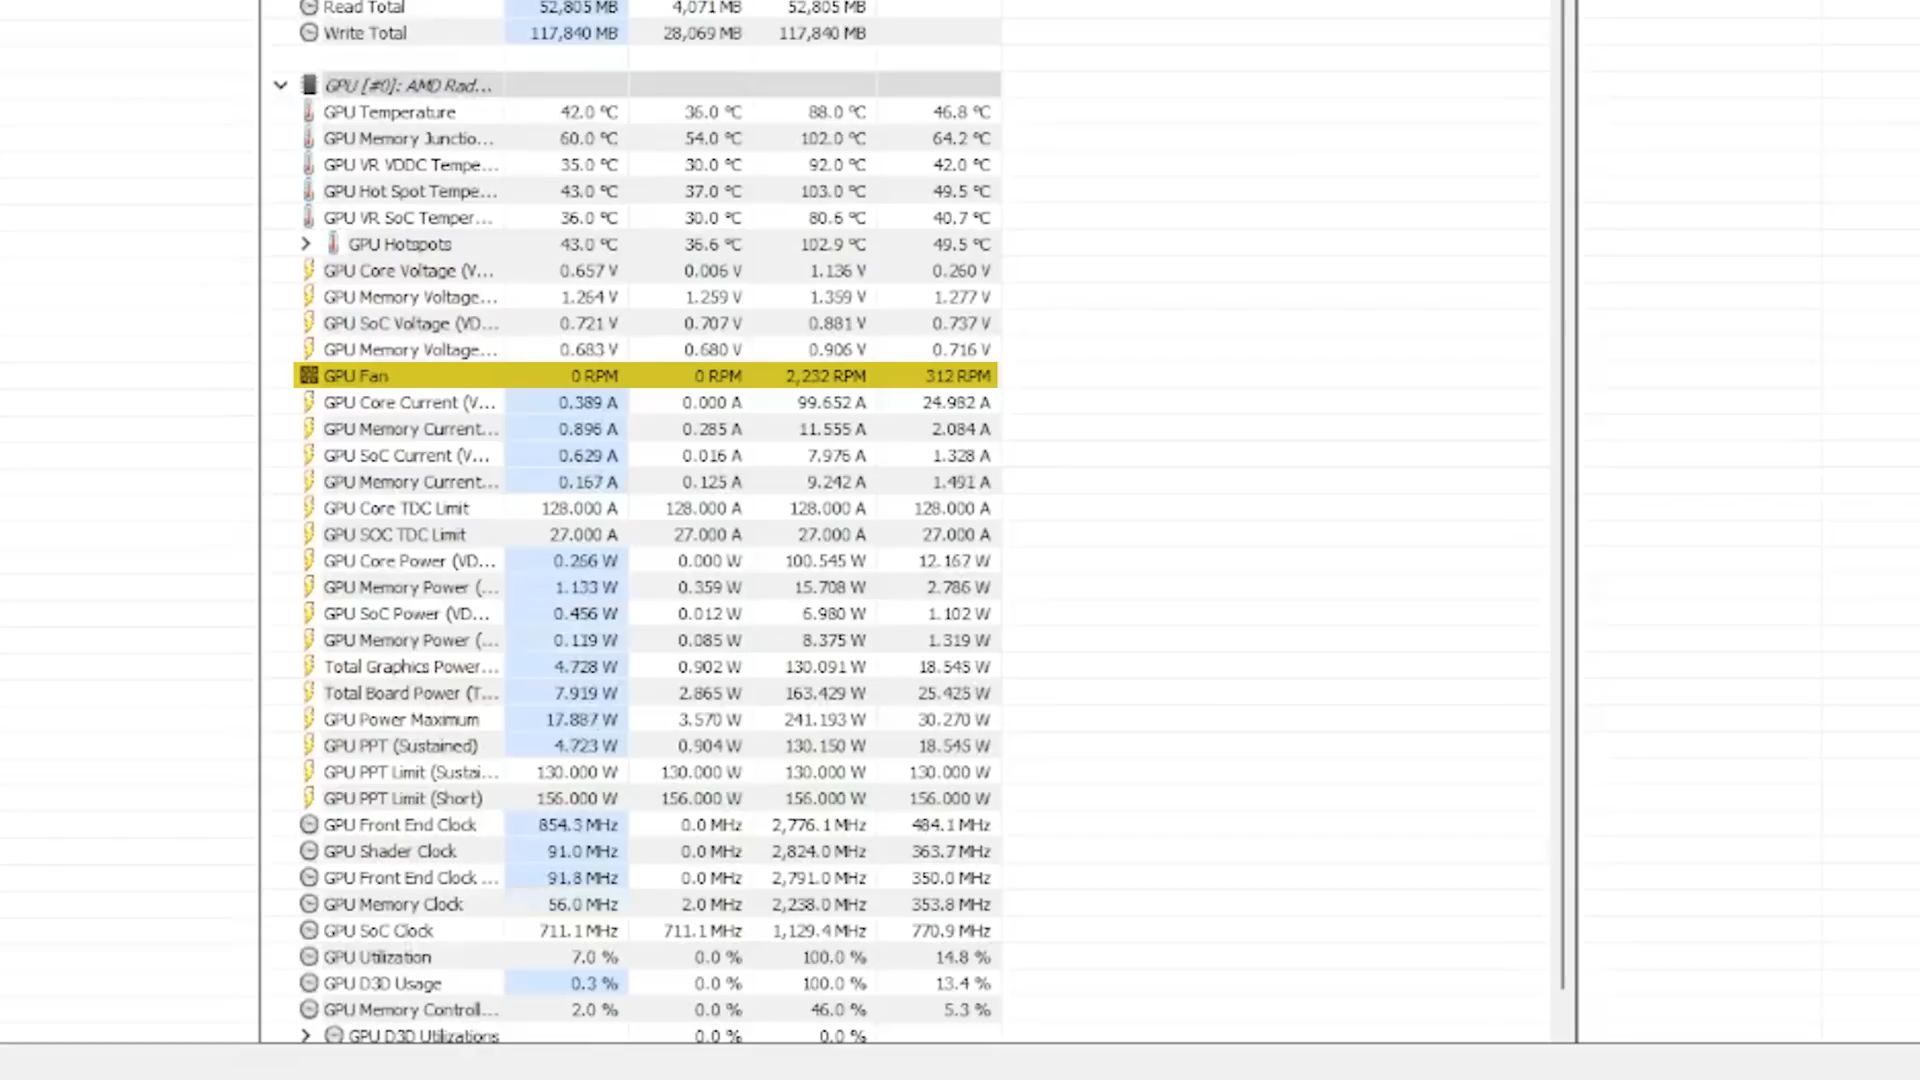 Read Total 52,805 MB 4,071 MB 52,805 MB
Write Total 117,840 MB 28,069 MB 117,840 MB
GPU [#0]: AMD Rad...
GPU Temperature 42.0 °C 36.0 °C 88.0 °C 46.8 °C
GPU Memory Junctio... 60.0 °C 54.0 °C 102.0 °C 64.2 °C
GPU VR VDDC Tempe... 35.0 °C 30.0 °C 92.0 °C 42.0 °C
GPU Hot Spot Tempe... 43.0 °C 37.0 °C 103.0 °C 49.5 °C
GPU VR SoC Temper... 36.0 °C 30.0 °C 80.6 °C 40.7 °C
GPU Hotspots 43.0 °C 36.6 °C 102.9 °C 49.5 °C
GPU Core Voltage (V... 0.657 V 0.006 V 1.136 V 0.260 V
GPU Memory Voltage... 1.264 V 1.259 V 1.359 V 1.277 V
GPU SoC Voltage (VD... 0.721 V 0.707 V 0.881 V 0.737 V
GPU Memory Voltage... 0.683 V 0.680 V 0.906 V 0.716 V
GPU Fan 0 RPM 0 RPM 2,232 RPM 312 RPM
GPU Core Current (V... 0.389 A 0.000 A 99.652 A 24.982 A
GPU Memory Current... 0.896 A 0.285 A 11.555 A 2.084 A
GPU SoC Current (V... 0.629 A 0.016 A 7.976 A 1.328 A
GPU Memory Current... 0.167 A 0.125 A 9.242 A 1.491 A
GPU Core TDC Limit 128.000 A 128.000 A 128.000 A 128.000 A
GPU SOC TDC Limit 27.000 A 27.000 A 27.000 A 27.000 A
GPU Core Power (VD... 0.266 W 0.000 W 100.545 W 12.167 W
GPU Memory Power (... 1.133 W 0.359 W 15.708 W 2.786 W
GPU SoC Power (VD... 0.456 W 0.012 W 6.980 W 1.102 W
GPU Memory Power (... 0.119 W 0.085 W 8.375 W 1.319 W
Total Graphics Power... 4.728 W 0.902 W 130.091 W 18.545 W
Total Board Power (T... 7.919 W 2.865 W 163.429 W 25.425 W
GPU Power Maximum 17.887 W 3.570 W 241.193 W 30.270 W
GPU PPT (Sustained) 4.723 W 0.904 W 130.150 W 18.545 W
GPU PPT Limit (Sustai... 130.000 W 130.000 W 130.000 W 130.000 W
GPU PPT Limit (Short) 156.000 W 156.000 W 156.000 W 156.000 W
GPU Front End Clock 854.3 MHz 0.0 MHz 2,776.1 MHz 484.1 MHz
GPU Shader Clock 91.0 MHz 0.0 MHz 2,824.0 MHz 363.7 MHz
GPU Front End Clock ... 91.8 MHz 0.0 MHz 2,791.0 MHz 350.0 MHz
GPU Memory Clock 56.0 MHz 2.0 MHz 2,238.0 MHz 353.8 MHz
GPU SoC Clock 711.1 MHz 711.1 MHz 1,129.4 MHz 770.9 MHz
GPU Utilization 7.0 % 0.0 % 100.0 % 14.8 %
GPU D3D Usage 0.3 % 0.0 % 100.0 % 13.4 %
GPU Memory Controll... 2.0 % 0.0 % 46.0 % 5.3 %
GPU D3D Utilizations 0.0 % 0.0 %